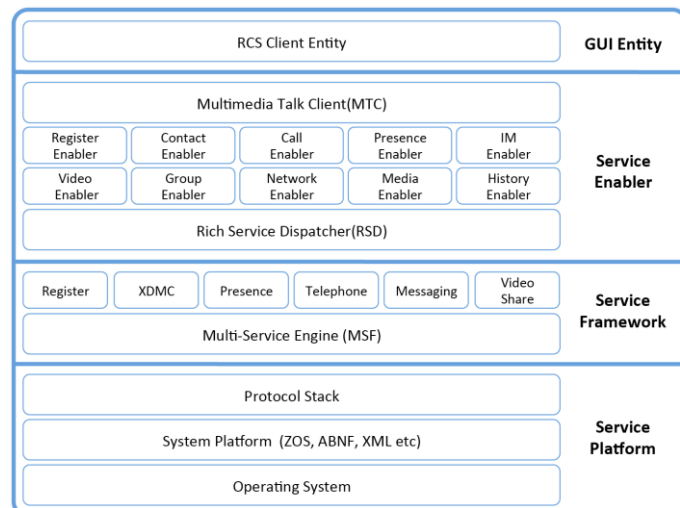 RCS Client Entity
GUI Entity
Multimedia Talk Client(MTC)
Register
Enabler
Contact
Enabler
Call
Enabler
Presence
Enabler
IM
Enabler
Video
Enabler
Group
Enabler
Network
Enabler
Media
Enabler
History
Enabler
Rich Service Dispatcher(RSD)
Service
Enabler
Register
XDMC
Presence
Telephone
Messaging
Video
Share
Multi-Service Engine (MSF)
Service
Framework
Protocol Stack
System Platform (ZOS, ABNF, XML etc)
Operating System
Service
Platform